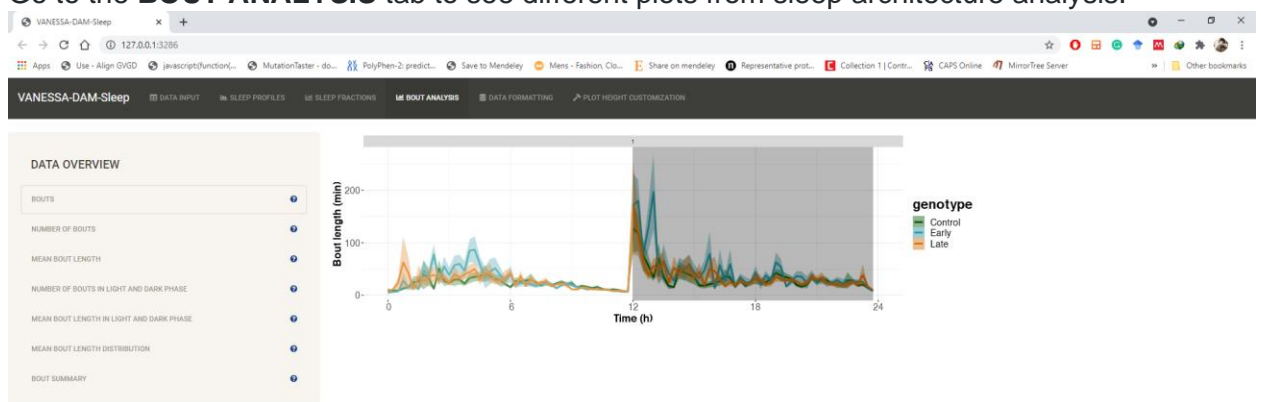 Go to the BOUT ANALYSIS tab to see different plots from sleep architecture analysis.
VANESSA-DAM-Sleep
127.0.0.1:3286
Apps Use - Align GVGD javascript:(function(... MutationTaster - do... PolyPhen-2: predict... Save to Mendeley Mens - Fashion, Clo... Share on mendeley Representative prot... Collection 1 | Contr... CAPS Online MirrorTree Server » Other bookmarks
VANESSA-DAM-Sleep DATA INPUT SLEEP PROFILES SLEEP FRACTIONS BOUT ANALYSIS DATA FORMATTING PLOT HEIGHT CUSTOMIZATION
DATA OVERVIEW
BOUTS
NUMBER OF BOUTS
MEAN BOUT LENGTH
NUMBER OF BOUTS IN LIGHT AND DARK PHASE
MEAN BOUT LENGTH IN LIGHT AND DARK PHASE
MEAN BOUT LENGTH DISTRIBUTION
BOUT SUMMARY
1
Bout length (min)
200
100
0
0 6 12 18 24
Time (h)
genotype
Control
Early
Late